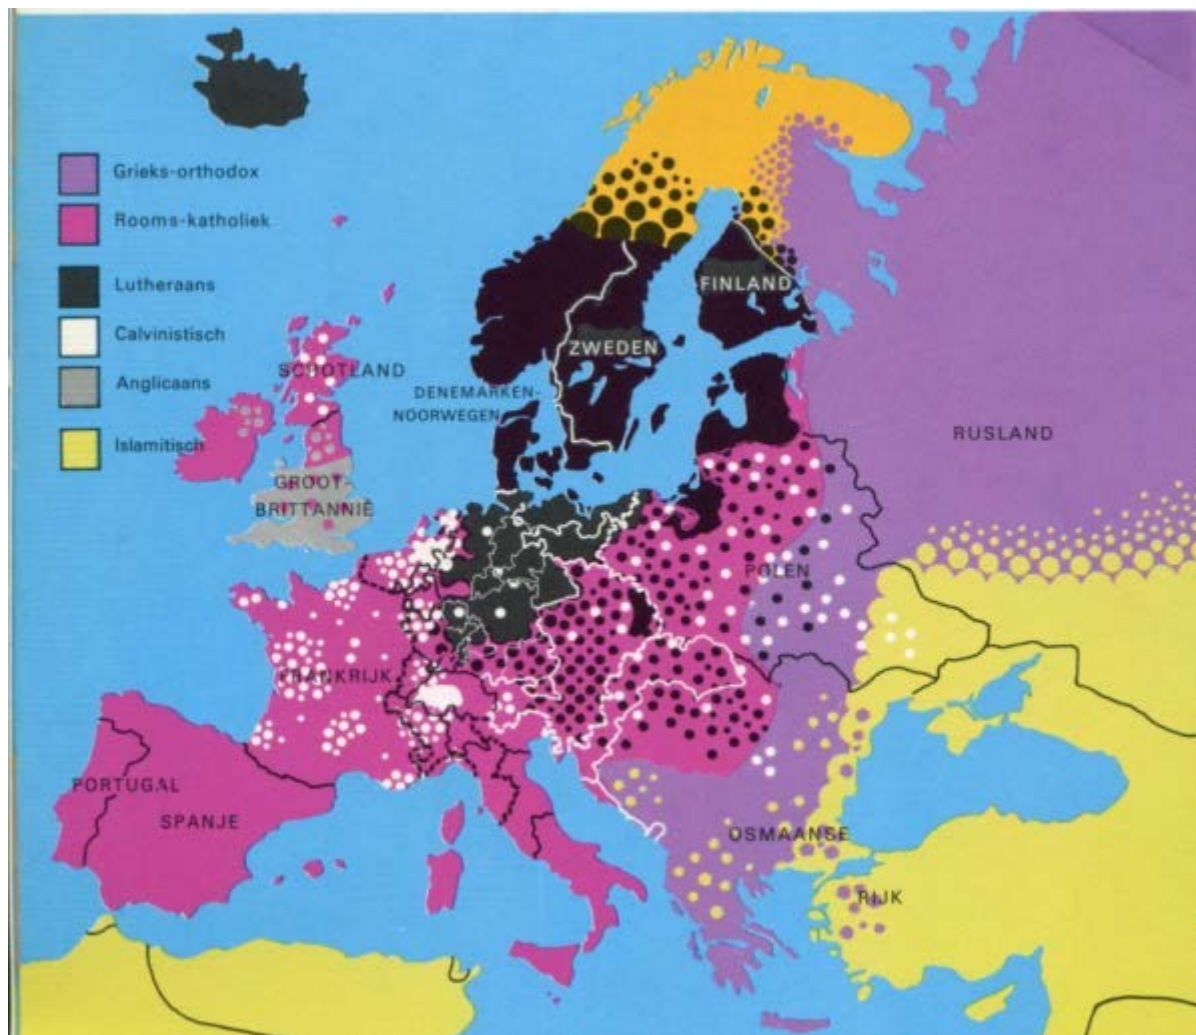 Grieks-orthodox
Rooms-katholiek
Lutheraans
Calvinistisch
Anglicaans
Islamitisch
FINLAND
ZWEDEN
SCHOTLAND
DENEMARKEN-
NOORWEGEN
RUSLAND
GROOT-
BRITTANNIË
POLEN
FRANKRIJK
PORTUGAL
SPANJE
OSMAANSE
RIJK